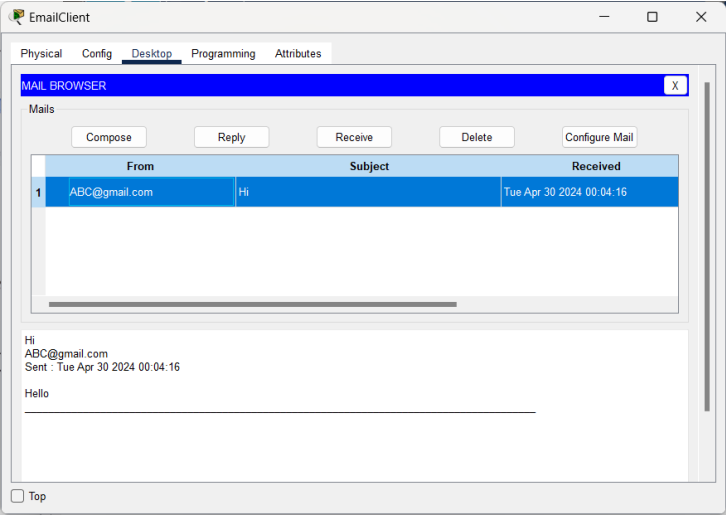 EmailClient
Physical Config Desktop Programming Attributes
MAIL BROWSER X
Mails
Compose Reply Receive Delete Configure Mail
From Subject Received
1 ABC@gmail.com Hi Tue Apr 30 2024 00:04:16
Hi
ABC@gmail.com
Sent : Tue Apr 30 2024 00:04:16
Hello
Top